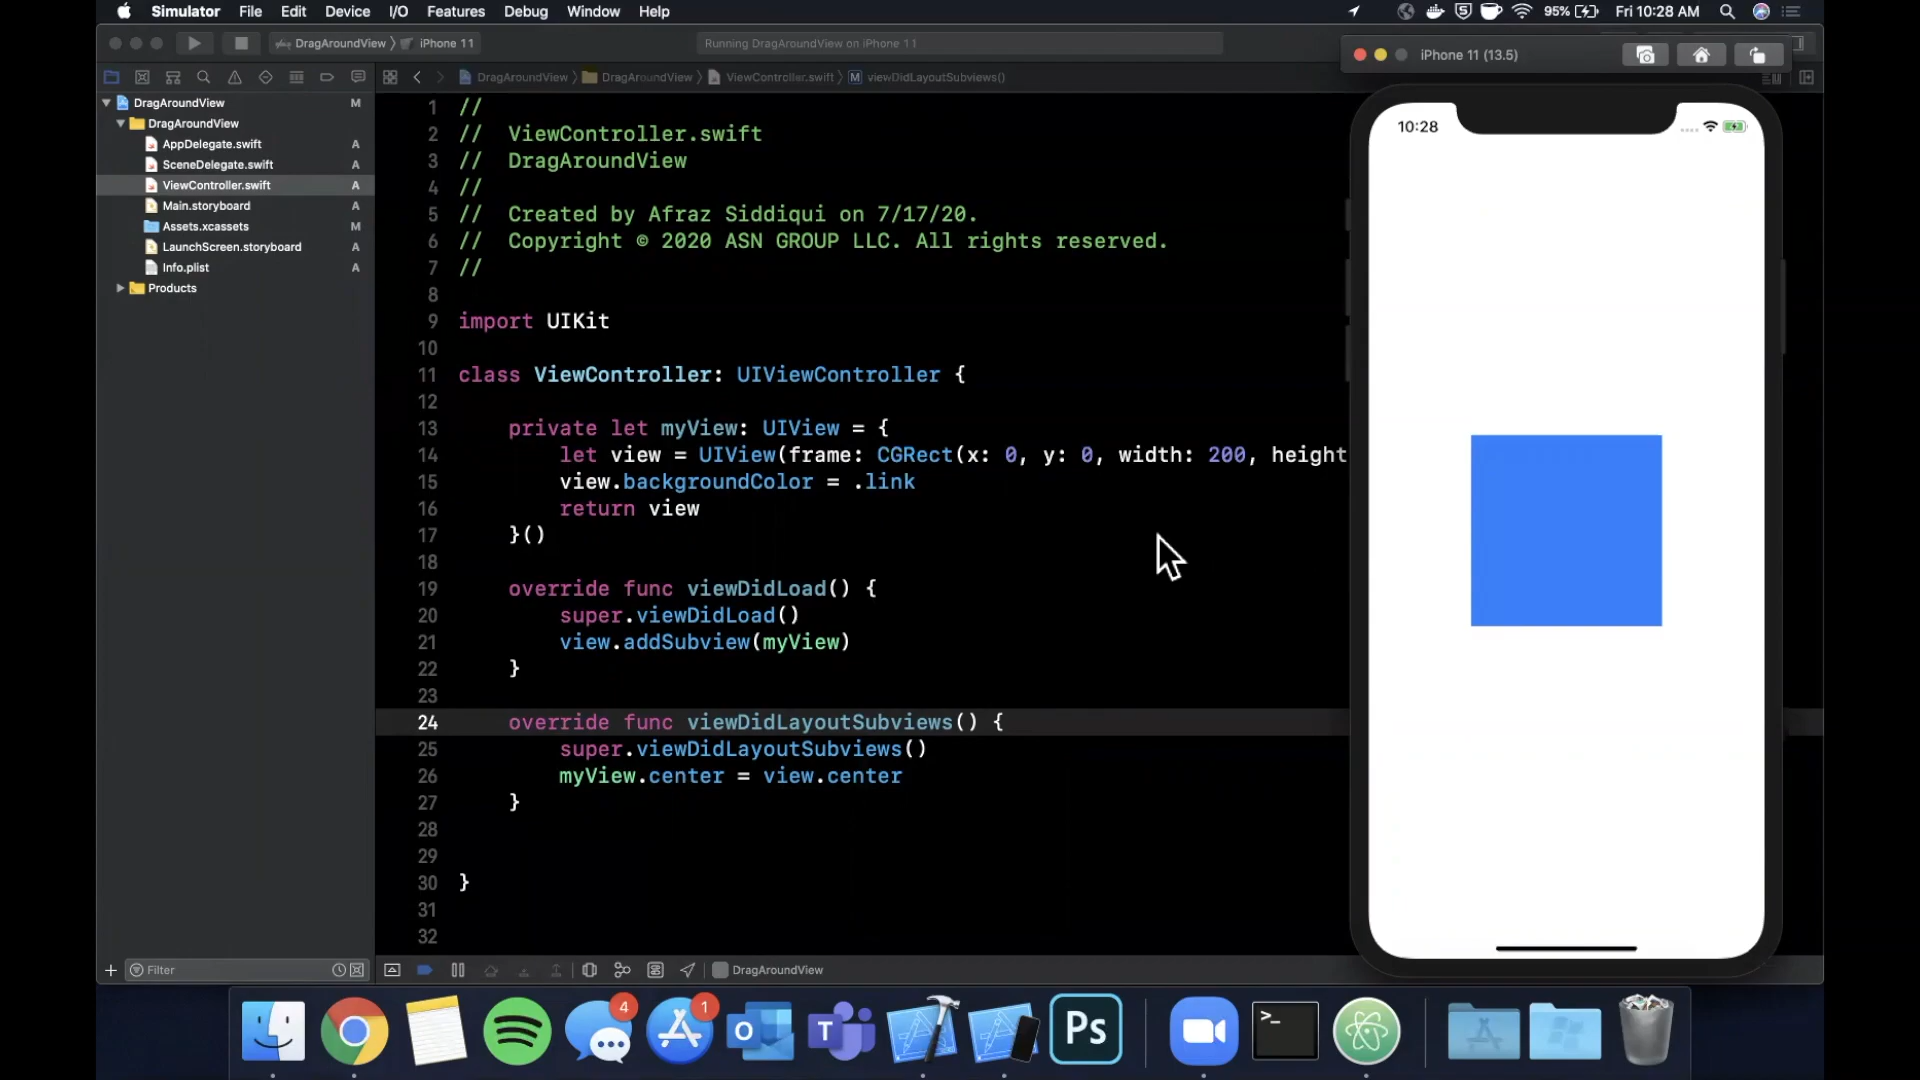 Simulator File Edit Device I/O Features Debug Window Help 95% Fri 10:28 AM
DragAroundView iPhone 11 Running DragAroundView on iPhone 11
iPhone 11 (13.5)
DragAroundView DragAroundView ViewController.swift M viewDidLayoutSubviews()
DragAroundView M
DragAroundView
AppDelegate.swift A
SceneDelegate.swift A
ViewController.swift A
Main.storyboard A
Assets.xcassets M
LaunchScreen.storyboard A
Info.plist A
Products
1 //
2 // ViewController.swift
3 // DragAroundView
4 //
5 // Created by Afraz Siddiqui on 7/17/20.
6 // Copyright © 2020 ASN GROUP LLC. All rights reserved.
7 //
8
9 import UIKit
10
11 class ViewController: UIViewController {
12
13 private let myView: UIView = {
14 let view = UIView(frame: CGRect(x: 0, y: 0, width: 200, height
15 view.backgroundColor = .link
16 return view
17 }()
18
19 override func viewDidLoad() {
20 super.viewDidLoad()
21 view.addSubview(myView)
22 }
23
24 override func viewDidLayoutSubviews() {
25 super.viewDidLayoutSubviews()
26 myView.center = view.center
27 }
28
29
30 }
31
32
10:28
Filter
DragAroundView
4
1
O
T
Ps
>_